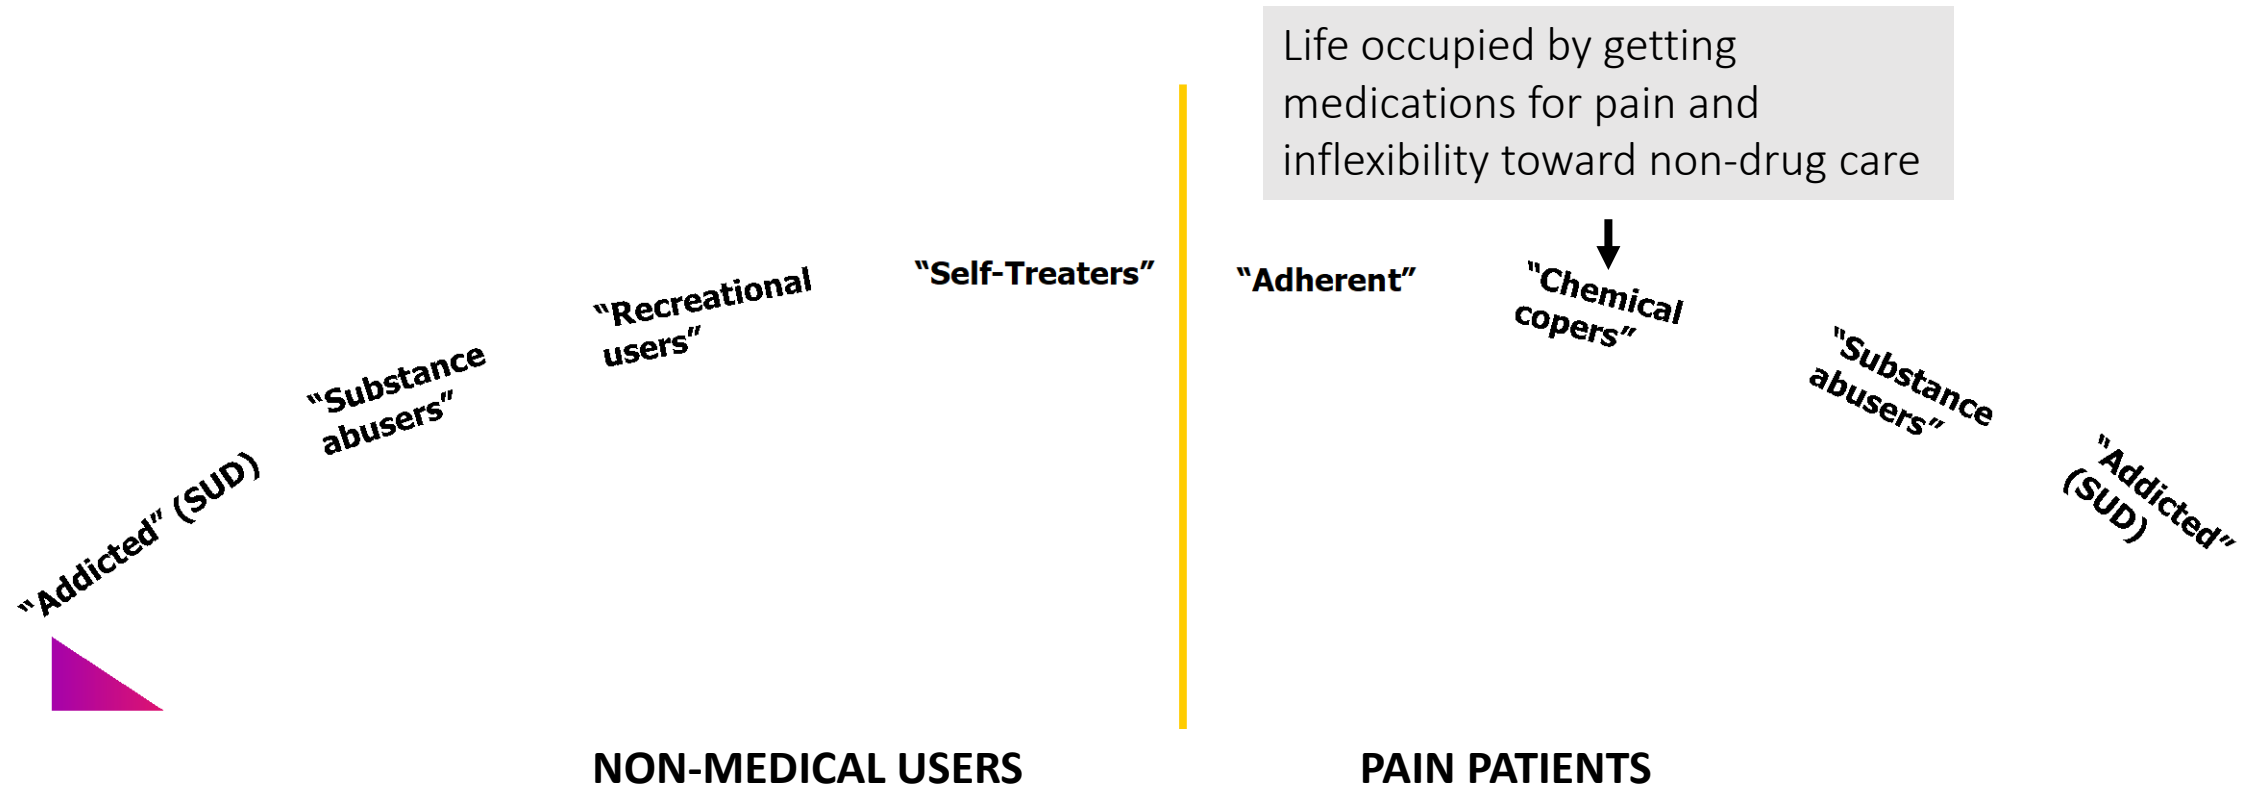 Life occupied by getting
medications for pain and
inflexibility toward non-drug care
“Addicted” (SUD)
“Substance
abusers”
“Recreational
users”
“Self-Treaters”
“Adherent”
“Chemical
copers”
“Substance
abusers”
“Addicted”
(SUD)
NON-MEDICAL USERS
PAIN PATIENTS